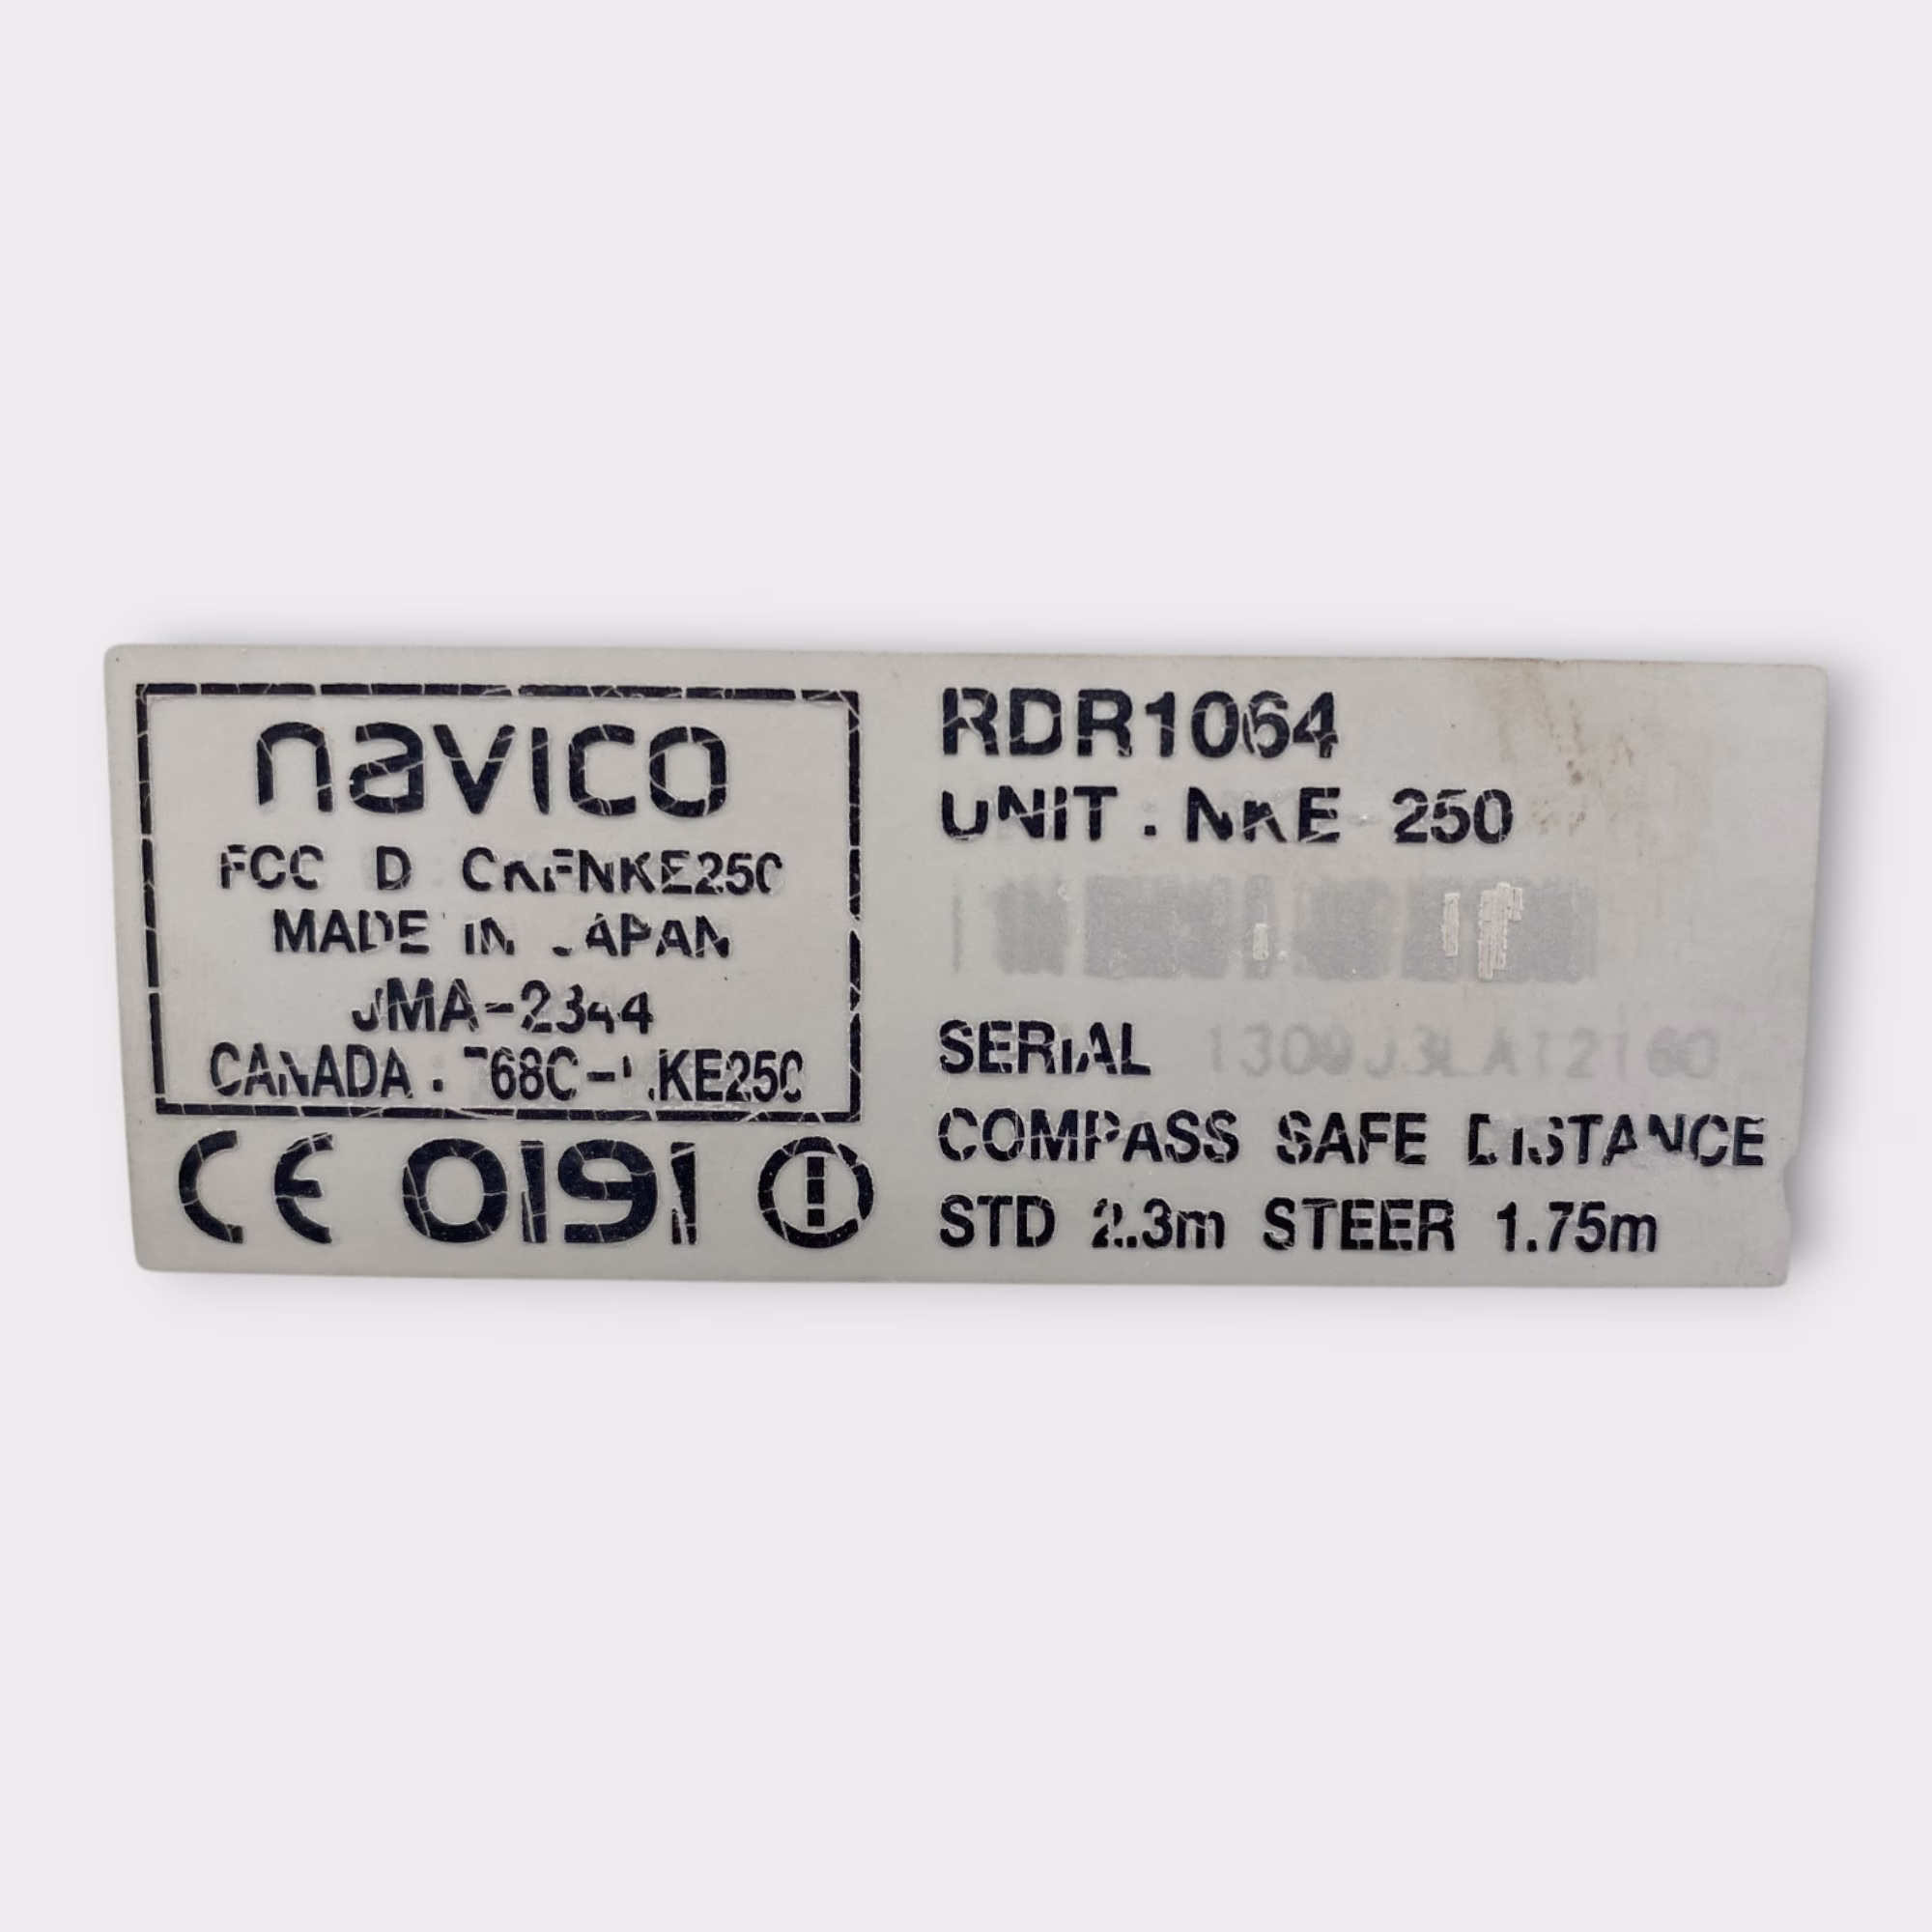 navico
FCC ID CKENKE250
MADE IN JAPAN
JMA-2344
CANADA : 768C-NKE250
CE 0191
RDR1064
UNIT : NKE-250
SERIAL
COMPASS SAFE DISTANCE
STD 2.3m STEER 1.75m